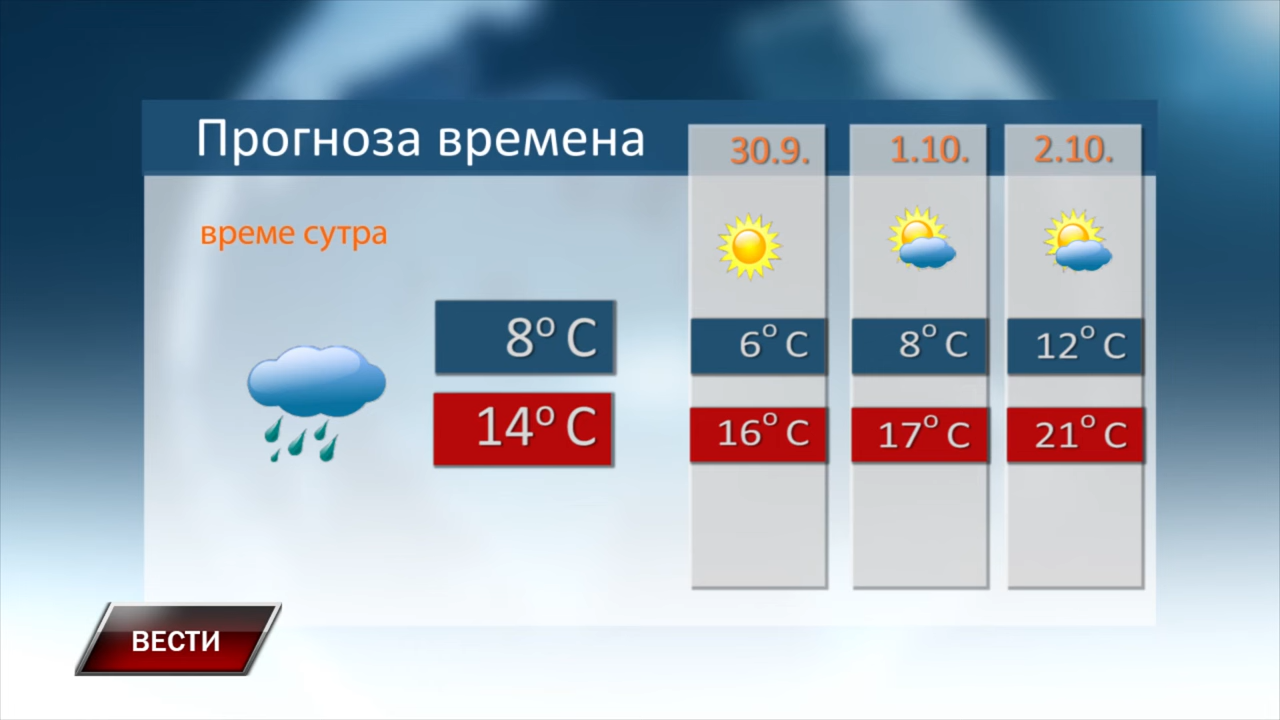 Прогноза времена
време сутра
8° C
14° C
30.9.
6° C
16° C
1.10.
8° C
17° C
2.10.
12° C
21° C
ВЕСТИ